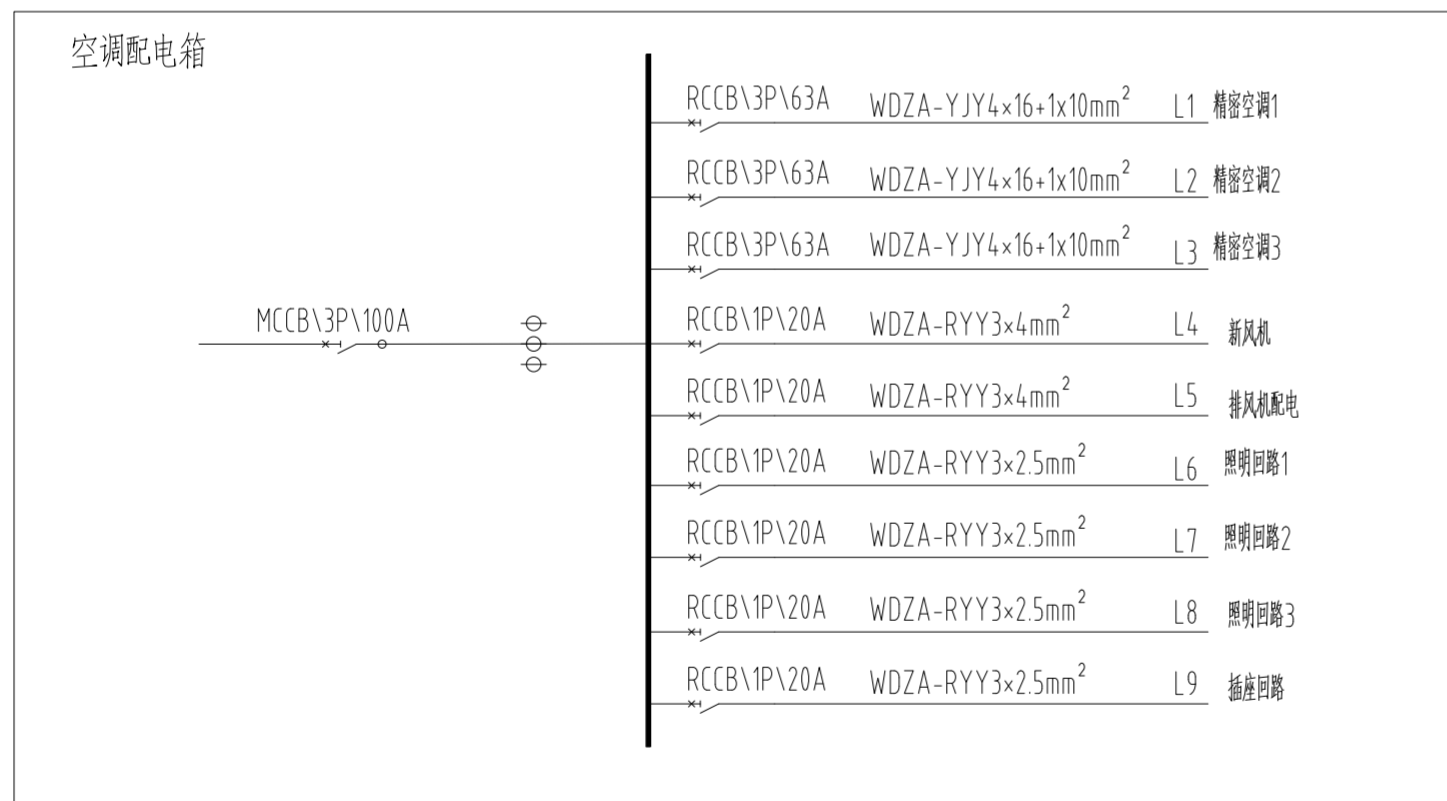 空调配电箱
RCCB\3P\63A WDZA-YJY4×16+1x10mm² L1 精密空调1
RCCB\3P\63A WDZA-YJY4×16+1x10mm² L2 精密空调2
RCCB\3P\63A WDZA-YJY4×16+1x10mm² L3 精密空调3
MCCB\3P\100A
RCCB\1P\20A WDZA-RYY3×4mm² L4 新风机
RCCB\1P\20A WDZA-RYY3×4mm² L5 排风机配电
RCCB\1P\20A WDZA-RYY3×2.5mm² L6 照明回路1
RCCB\1P\20A WDZA-RYY3×2.5mm² L7 照明回路2
RCCB\1P\20A WDZA-RYY3×2.5mm² L8 照明回路3
RCCB\1P\20A WDZA-RYY3×2.5mm² L9 插座回路